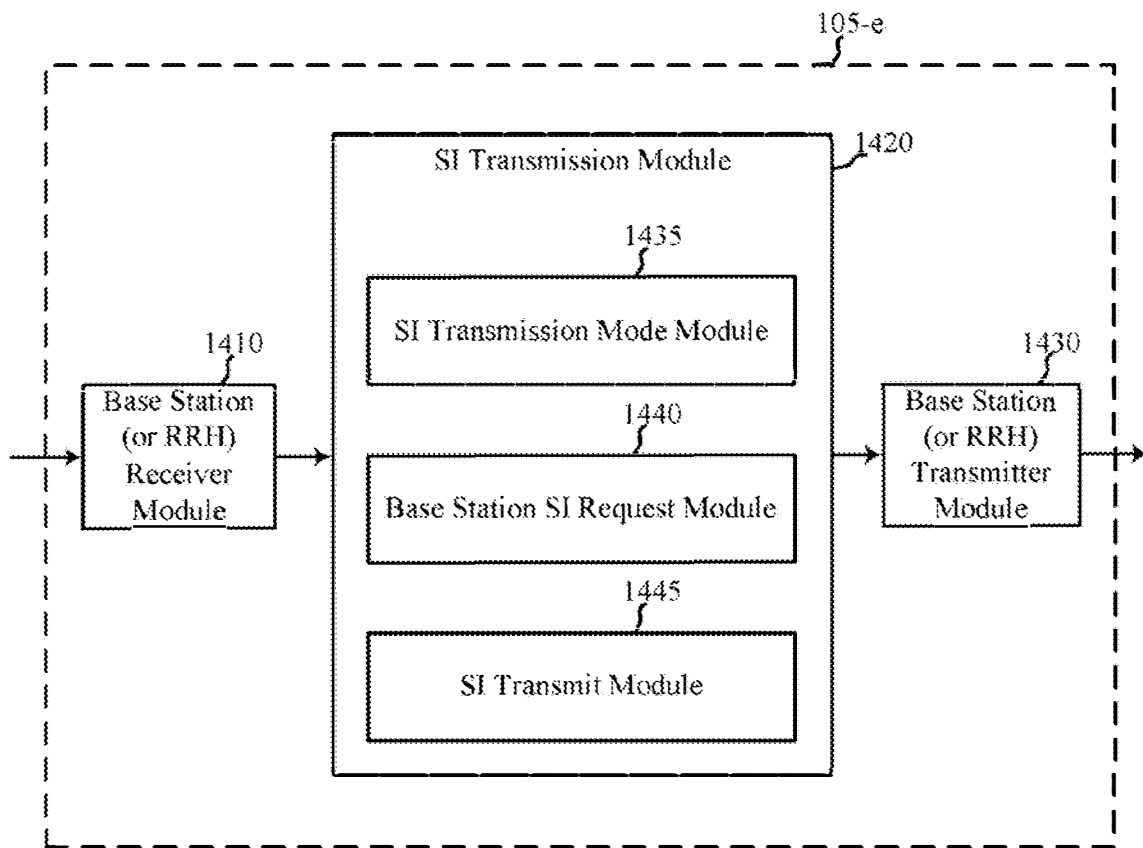 105-e
SI Transmission Module
1420
1435
SI Transmission Mode Module
1410
Base Station
(or RRH)
Receiver
Module
1440
Base Station SI Request Module
1430
Base Station
(or RRH)
Transmitter
Module
1445
SI Transmit Module